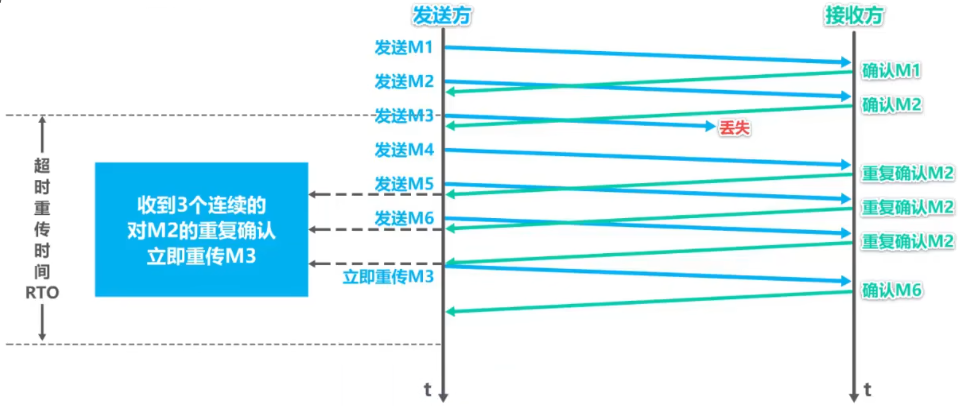 发送方
接收方
发送M1
确认M1
发送M2
确认M2
发送M3
丢失
发送M4
重复确认M2
发送M5
重复确认M2
发送M6
重复确认M2
立即重传M3
确认M6
超时重传时间
RTO
收到3个连续的
对M2的重复确认
立即重传M3
t
t